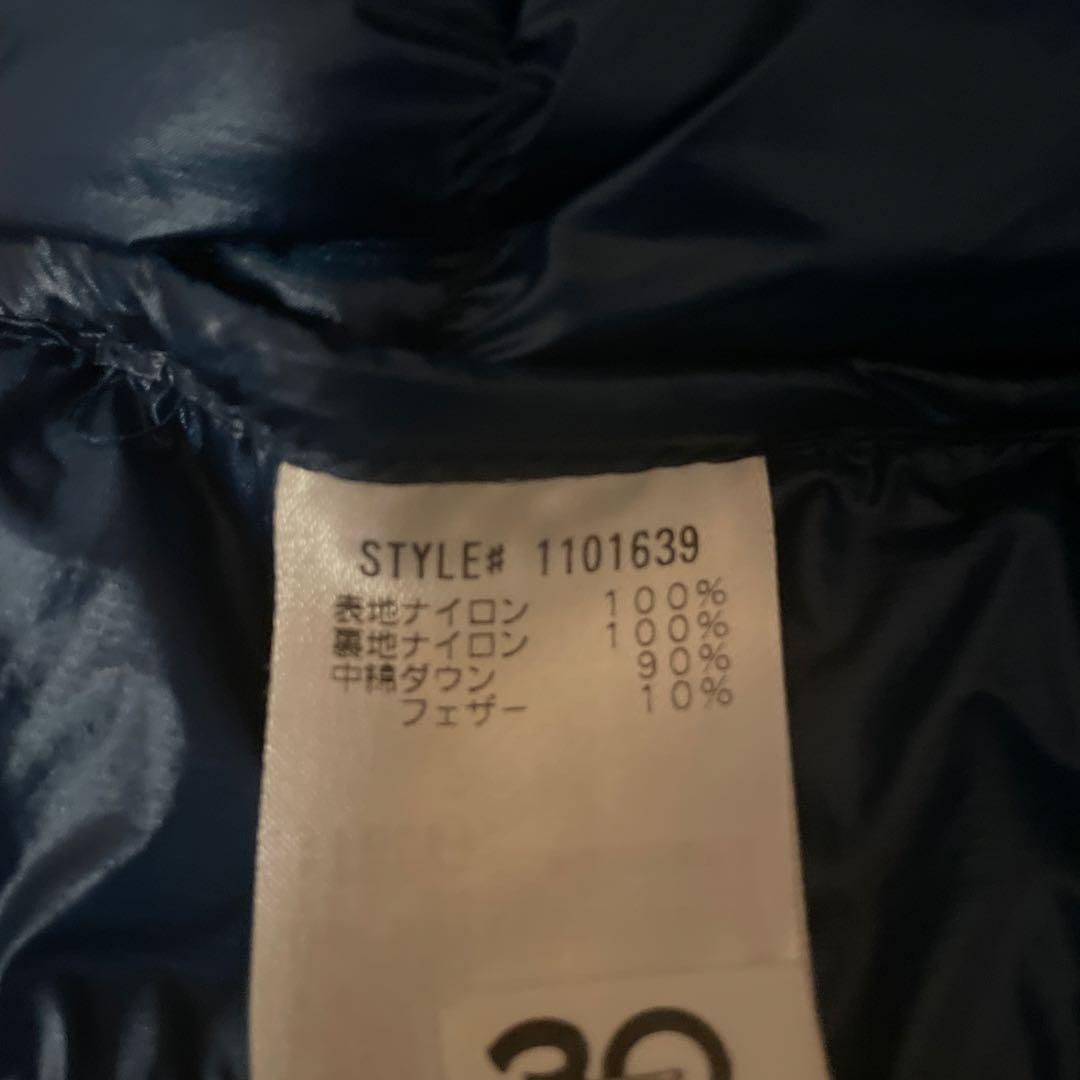 STYLE# 1101639
表地ナイロン 100%
裏地ナイロン 100%
中綿ダウン 90%
フェザー 10%